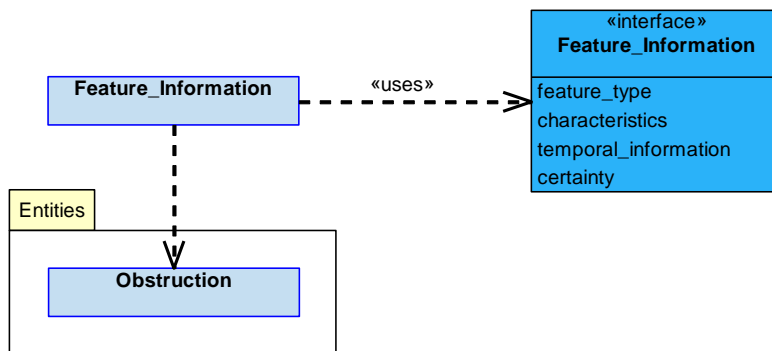 «interface»
Feature_Information
Feature_Information
«uses»
feature_type
characteristics
temporal_information
certainty
Entities
Obstruction